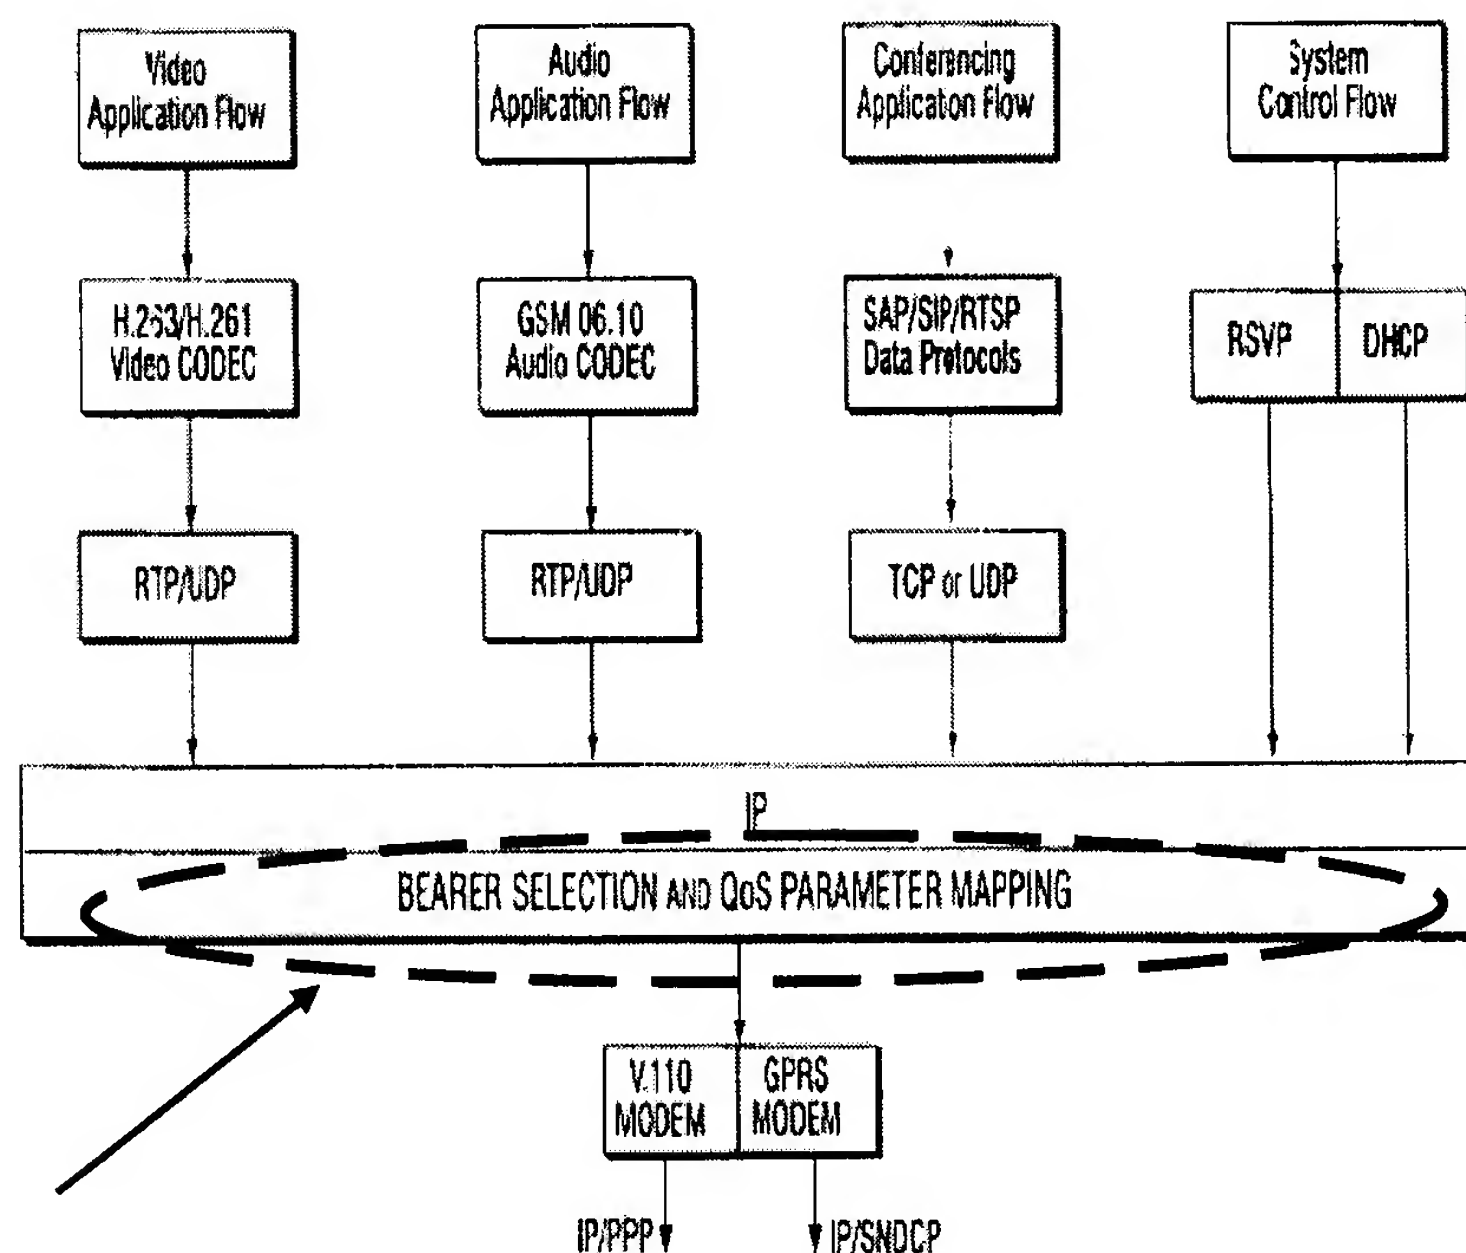 Video
Application Flow
Audio
Application Flow
Conferencing
Applicaton Flow
System
Control Flow
H.263/H.261
Video CODEC
GSM 06.10
Audio CODEC
SAP/SIP/RTSP
Data Protocols
RSVP
DHCP
RTP/UDP
RTP/UDP
TCP or UDP
IP
BEARER SELECTION AND QoS PARAMETER MAPPING
V.110
MODEM
GPRS
MODEM
IP/PPP
IP/SNDCP